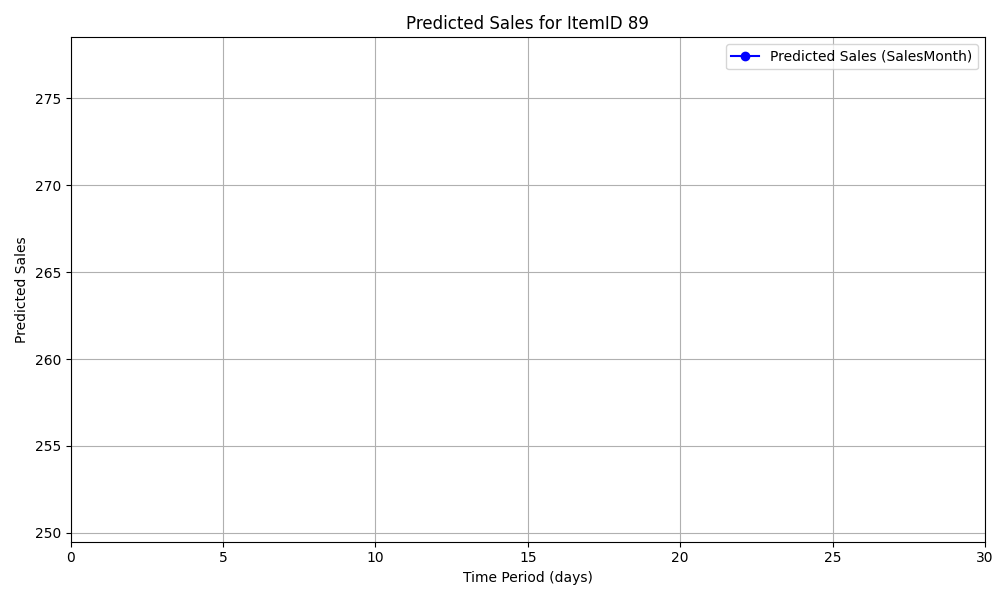 Predicted Sales for ItemID 89
Predicted Sales (SalesMonth)
275
270
265
260
255
250
Predicted Sales
0 5 10 15 20 25 30
Time Period (days)